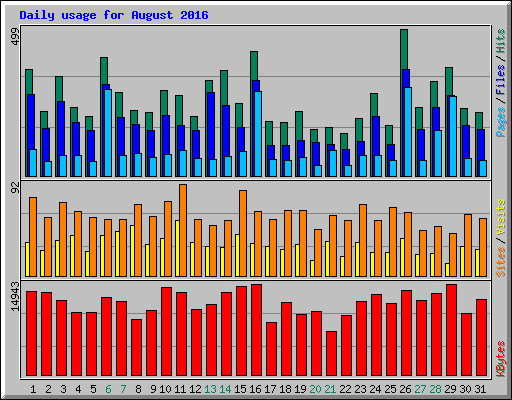 Daily usage for August 2016
499
Pages / Files / Hits
92
Sites / Visits
14943
KBytes
1 2 3 4 5 6 7 8 9 10 11 12 13 14 15 16 17 18 19 20 21 22 23 24 25 26 27 28 29 30 31